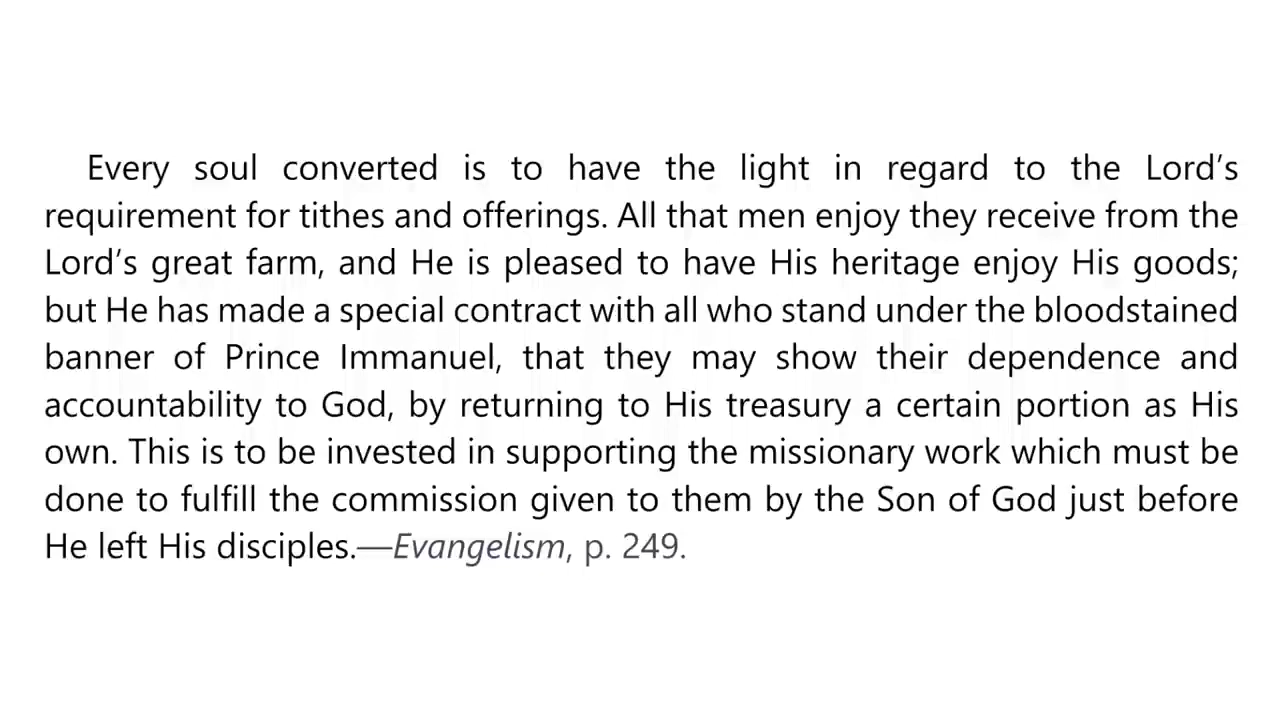 Every soul converted is to have the light in regard to the Lord’s
requirement for tithes and offerings. All that men enjoy they receive from the
Lord’s great farm, and He is pleased to have His heritage enjoy His goods;
but He has made a special contract with all who stand under the bloodstained
banner of Prince Immanuel, that they may show their dependence and
accountability to God, by returning to His treasury a certain portion as His
own. This is to be invested in supporting the missionary work which must be
done to fulfill the commission given to them by the Son of God just before
He left His disciples.—Evangelism, p. 249.